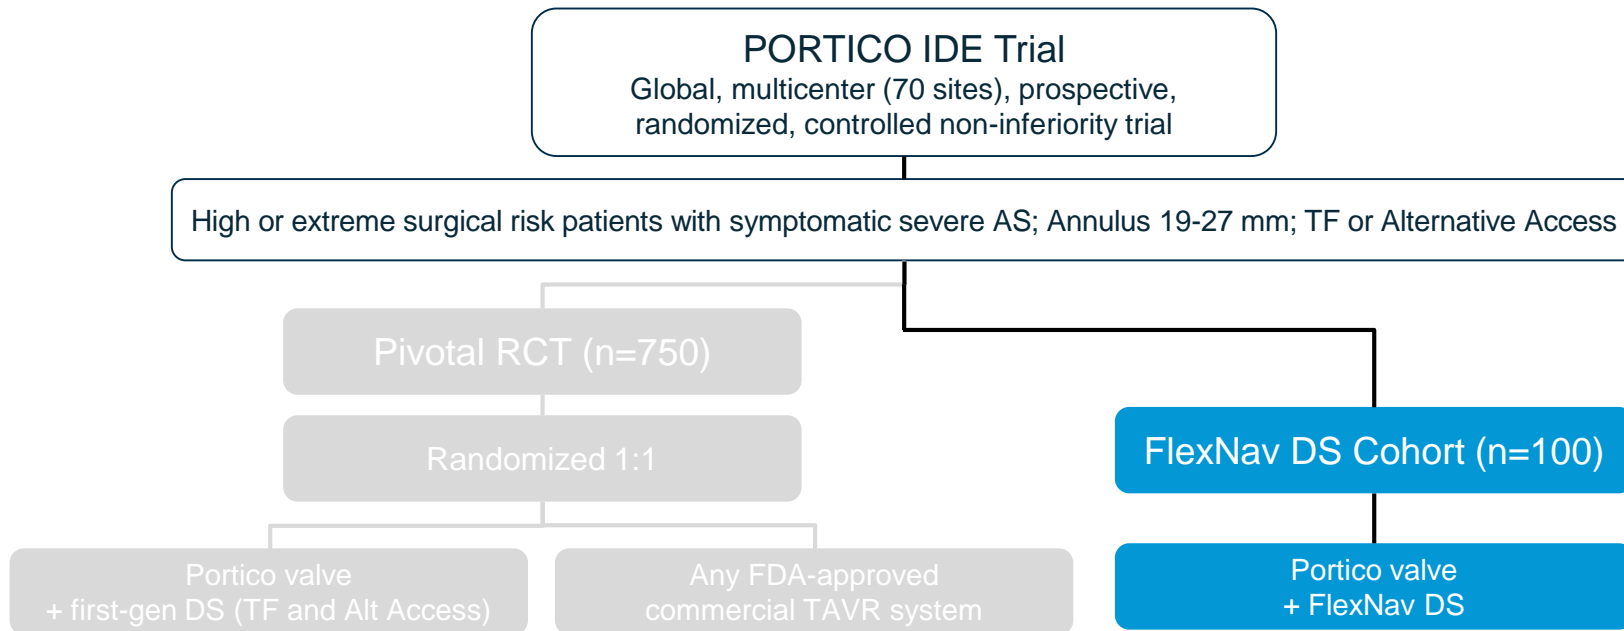 PORTICO IDE Trial
Global, multicenter (70 sites), prospective,
randomized, controlled non-inferiority trial
High or extreme surgical risk patients with symptomatic severe AS; Annulus 19-27 mm; TF or Alternative Access
Pivotal RCT (n=750)
Randomized 1:1
FlexNav DS Cohort (n=100)
Portico valve
+ first-gen DS (TF and Alt Access)
Any FDA-approved
commercial TAVR system
Portico valve
+ FlexNav DS